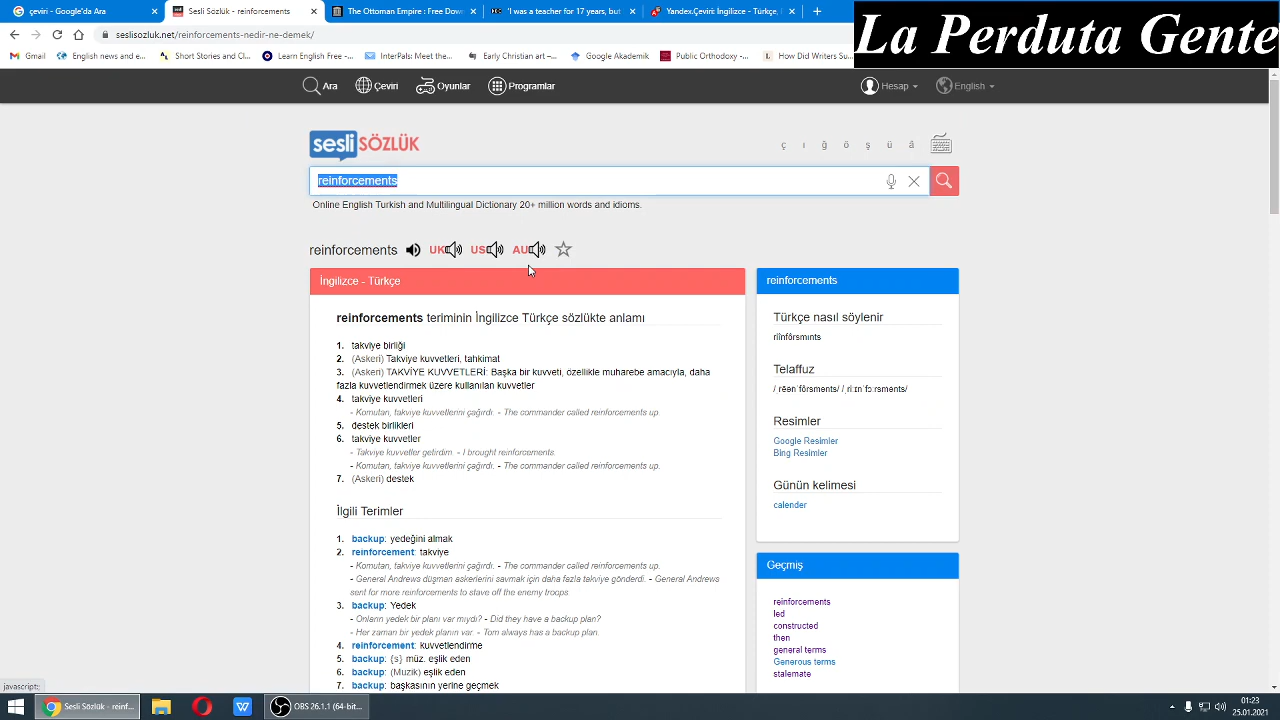 çeviri - Google'da Ara
Sesli Sözlük - reinforcements
The Ottoman Empire : Free Dow
'I was a teacher for 17 years, but
Yandex.Çeviri: İngilizce - Türkçe, İ
La Perduta Gente
seslisozluk.net/reinforcements-nedir-ne-demek/
Gmail
English news and e...
Short Stories and Cl...
Learn English Free -...
InterPals: Meet the...
Early Christian art –...
Google Akademik
Public Orthodoxy –...
How Did Writers Su
Ara
Çeviri
Oyunlar
Programlar
Hesap
English
sesli SÖZLÜK
ç ı ğ ö ş ü â
reinforcements
Online English Turkish and Multilingual Dictionary 20+ million words and idioms.
reinforcements UK US AU
İngilizce - Türkçe
reinforcements teriminin İngilizce Türkçe sözlükte anlamı
1. takviye birliği
2. (Askeri) Takviye kuvvetleri, tahkimat
3. (Askeri) TAKVİYE KUVVETLERİ: Başka bir kuvveti, özellikle muharebe amacıyla, daha
fazla kuvvetlendirmek üzere kullanılan kuvvetler
4. takviye kuvvetleri
- Komutan, takviye kuvvetlerini çağırdı. - The commander called reinforcements up.
5. destek birlikleri
6. takviye kuvvetler
- Takviye kuvvetler getirdim. - I brought reinforcements.
- Komutan, takviye kuvvetlerini çağırdı. - The commander called reinforcements up.
7. (Askeri) destek
İlgili Terimler
1. backup: yedeğini almak
2. reinforcement: takviye
- Komutan, takviye kuvvetlerini çağırdı. - The commander called reinforcements up.
- General Andrews düşman askerlerini savmak için daha fazla takviye gönderdi. - General Andrews
sent for more reinforcements to stave off the enemy troops.
3. backup: Yedek
- Onların yedek bir planı var mıydı? - Did they have a backup plan?
- Her zaman bir yedek planın var. - Tom always has a backup plan.
4. reinforcement: kuvvetlendirme
5. backup: {s} müz. eşlik eden
6. backup: (Muzik) eşlik eden
7. backup: başkasının yerine geçmek
reinforcements
Türkçe nasıl söylenir
riînfôrsmınts
Telaffuz
/ˌrēənˈfôrsments/ /ˌriːɪnˈfɔːrsmənts/
Resimler
Google Resimler
Bing Resimler
Günün kelimesi
calender
Geçmiş
reinforcements
led
constructed
then
general terms
Generous terms
stalemate
javascript:;
Sesli Sözlük - reinf...
OBS 26.1.1 (64-bit...
01:23
25.01.2021